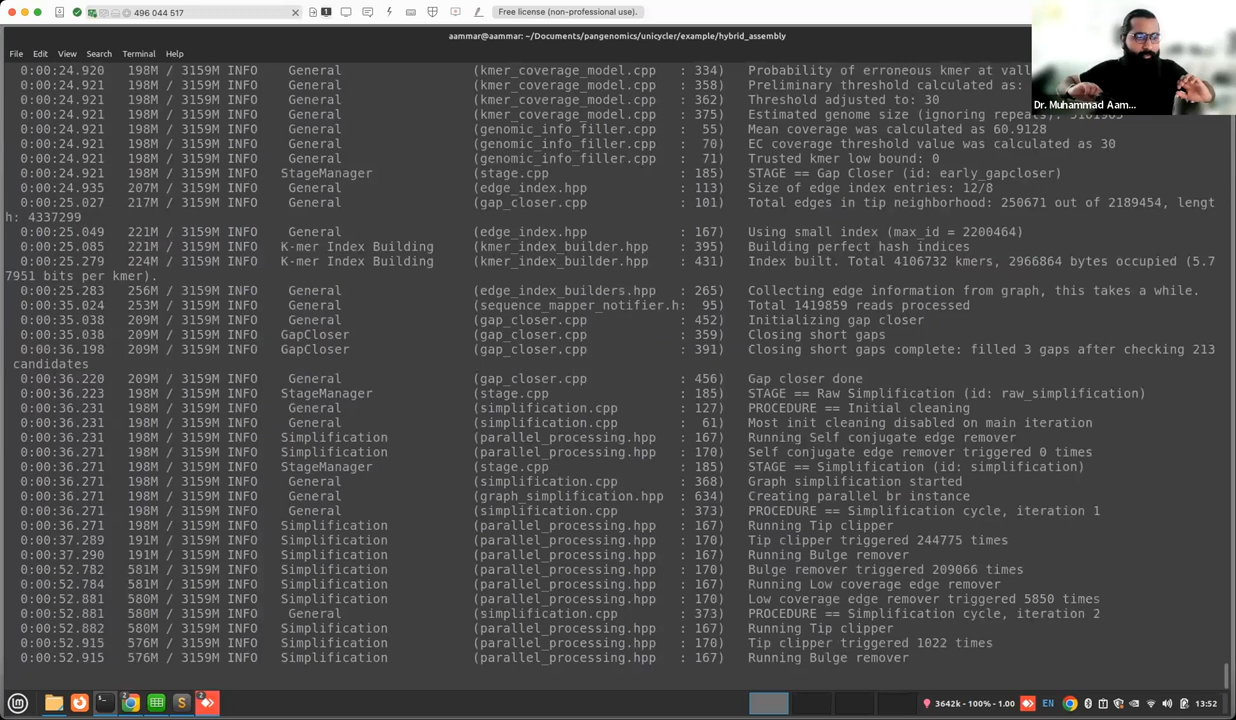 496 044 517
Free license (non-professional use).
aammar@aammar: ~/Documents/pangenomics/unicycler/example/hybrid_assembly
File Edit View Search Terminal Help
0:00:24.920 198M / 3159M INFO General (kmer_coverage_model.cpp : 334) Probability of erroneous kmer at
0:00:24.921 198M / 3159M INFO General (kmer_coverage_model.cpp : 358) Preliminary threshold calculated as:
0:00:24.921 198M / 3159M INFO General (kmer_coverage_model.cpp : 362) Threshold adjusted to: 30
0:00:24.921 198M / 3159M INFO General (kmer_coverage_model.cpp : 375) Estimated genome size (ignoring repeats):
0:00:24.921 198M / 3159M INFO General (genomic_info_filler.cpp : 55) Mean coverage was calculated as 60.9128
0:00:24.921 198M / 3159M INFO General (genomic_info_filler.cpp : 70) EC coverage threshold value was calculated as 30
0:00:24.921 198M / 3159M INFO General (genomic_info_filler.cpp : 71) Trusted kmer low bound: 0
0:00:24.921 198M / 3159M INFO StageManager (stage.cpp : 185) STAGE == Gap Closer (id: early_gapcloser)
0:00:24.935 207M / 3159M INFO General (edge_index.hpp : 113) Size of edge index entries: 12/8
0:00:25.027 217M / 3159M INFO General (gap_closer.cpp : 101) Total edges in tip neighborhood: 250671 out of 2189454, lengt
h: 4337299
0:00:25.049 221M / 3159M INFO General (edge_index.hpp : 167) Using small index (max_id = 2200464)
0:00:25.085 221M / 3159M INFO K-mer Index Building (kmer_index_builder.hpp : 395) Building perfect hash indices
0:00:25.279 224M / 3159M INFO K-mer Index Building (kmer_index_builder.hpp : 431) Index built. Total 4106732 kmers, 2966864 bytes occupied (5.7
7951 bits per kmer).
0:00:25.283 256M / 3159M INFO General (edge_index_builders.hpp : 265) Collecting edge information from graph, this takes a while.
0:00:35.024 253M / 3159M INFO General (sequence_mapper_notifier.h: 95) Total 1419859 reads processed
0:00:35.038 209M / 3159M INFO General (gap_closer.cpp : 452) Initializing gap closer
0:00:35.038 209M / 3159M INFO GapCloser (gap_closer.cpp : 359) Closing short gaps
0:00:36.198 209M / 3159M INFO GapCloser (gap_closer.cpp : 391) Closing short gaps complete: filled 3 gaps after checking 213
candidates
0:00:36.220 209M / 3159M INFO General (gap_closer.cpp : 456) Gap closer done
0:00:36.223 209M / 3159M INFO StageManager (stage.cpp : 185) STAGE == Raw Simplification (id: raw_simplification)
0:00:36.231 198M / 3159M INFO General (simplification.cpp : 127) PROCEDURE == Initial cleaning
0:00:36.231 198M / 3159M INFO General (simplification.cpp : 61) Most init cleaning disabled on main iteration
0:00:36.231 198M / 3159M INFO Simplification (parallel_processing.hpp : 167) Running Self conjugate edge remover
0:00:36.271 198M / 3159M INFO Simplification (parallel_processing.hpp : 170) Self conjugate edge remover triggered 0 times
0:00:36.271 198M / 3159M INFO StageManager (stage.cpp : 185) STAGE == Simplification (id: simplification)
0:00:36.271 198M / 3159M INFO General (simplification.cpp : 368) Graph simplification started
0:00:36.271 198M / 3159M INFO General (graph_simplification.hpp : 634) Creating parallel br instance
0:00:36.271 198M / 3159M INFO General (simplification.cpp : 373) PROCEDURE == Simplification cycle, iteration 1
0:00:36.271 198M / 3159M INFO Simplification (parallel_processing.hpp : 167) Running Tip clipper
0:00:37.289 191M / 3159M INFO Simplification (parallel_processing.hpp : 170) Tip clipper triggered 244775 times
0:00:37.290 191M / 3159M INFO Simplification (parallel_processing.hpp : 167) Running Bulge remover
0:00:52.782 581M / 3159M INFO Simplification (parallel_processing.hpp : 170) Bulge remover triggered 209066 times
0:00:52.784 581M / 3159M INFO Simplification (parallel_processing.hpp : 167) Running Low coverage edge remover
0:00:52.881 580M / 3159M INFO Simplification (parallel_processing.hpp : 170) Low coverage edge remover triggered 5850 times
0:00:52.881 580M / 3159M INFO General (simplification.cpp : 373) PROCEDURE == Simplification cycle, iteration 2
0:00:52.882 580M / 3159M INFO Simplification (parallel_processing.hpp : 167) Running Tip clipper
0:00:52.915 576M / 3159M INFO Simplification (parallel_processing.hpp : 170) Tip clipper triggered 1022 times
0:00:52.915 576M / 3159M INFO Simplification (parallel_processing.hpp : 167) Running Bulge remover
Dr. Muhammad Aam...
3642k - 100% - 1.00 EN 13:52